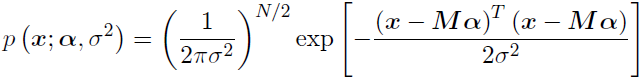 p (x; α, σ²) = (1 / 2πσ²)^{N/2} exp [ − (x − Mα)^T (x − Mα) / 2σ² ]